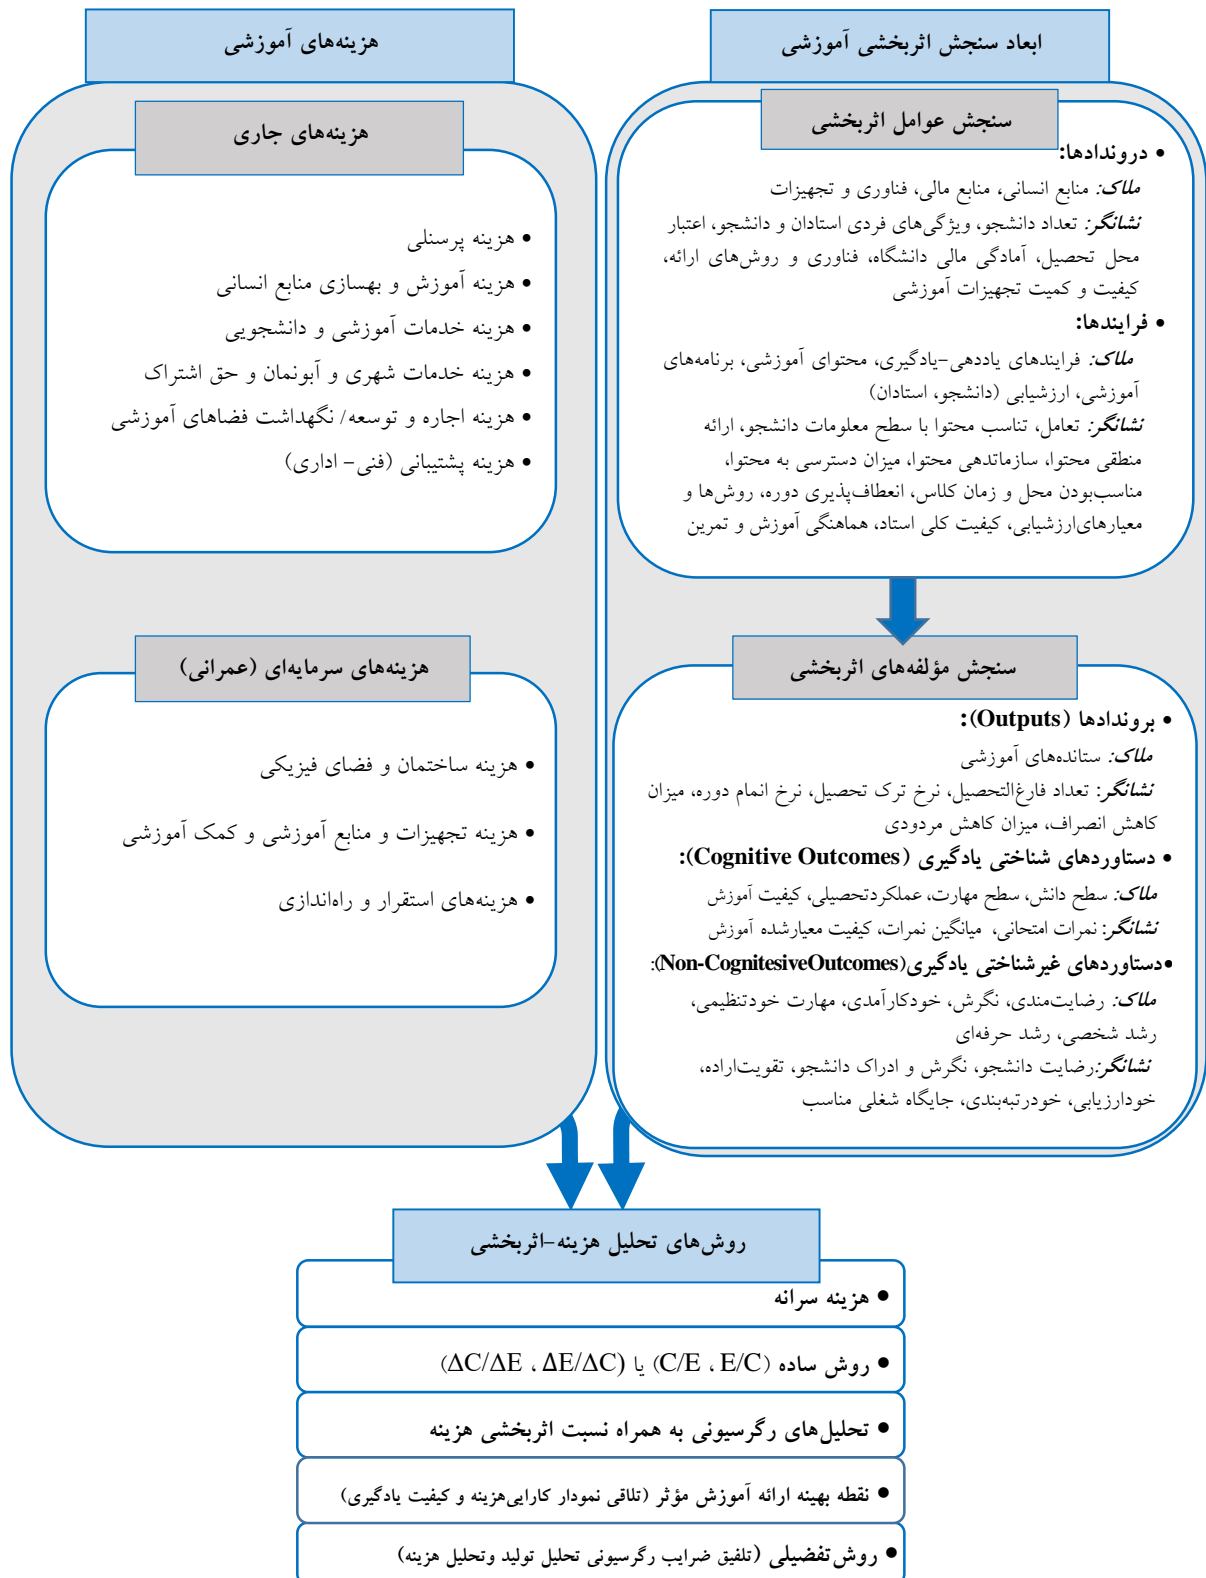 ابعاد سنجش اثربخشی آموزشی
سنجش عوامل اثربخشی
• دروندادها:
ملاک: منابع انسانی، منابع مالی، فناوری و تجهیزات
نشانگر: تعداد دانشجو، ویژگی‌های فردی استادان و دانشجو، اعتبار
محل تحصیل، آمادگی مالی دانشگاه، فناوری و روش‌های ارائه،
کیفیت و کمیت تجهیزات آموزشی
• فرایندها:
ملاک: فرایندهای یاددهی-یادگیری، محتوای آموزشی، برنامه‌های
آموزشی، ارزشیابی (دانشجو، استادان)
نشانگر: تعامل، تناسب محتوا با سطح معلومات دانشجو، ارائه
منطقی محتوا، سازماتدهی محتوا، میزان دسترسی به محتوا،
مناسب‌بودن محل و زمان کلاس، انعطاف‌پذیری دوره، روش‌ها و
معیارهای‌ارزشیابی، کیفیت کلی استاد، هماهنگی آموزش و تمرین
سنجش مؤلفه‌های اثربخشی
• بروندادها (Outputs):
ملاک: ستانده‌های آموزشی
نشانگر: تعداد فارغ‌التحصیل، نرخ ترک تحصیل، نرخ انمام دوره، میزان
کاهش انصراف، میزان کاهش مردودی
• دستاوردهای شناختی یادگیری (Cognitive Outcomes):
ملاک: سطح دانش، سطح مهارت، عملکردتحصیلی، کیفیت آموزش
نشانگر: نمرات امتحانی، میانگین نمرات، کیفیت معیارشده آموزش
•دستاوردهای غیرشناختی یادگیری(Non-CognitesiveOutcomes):
ملاک: رضایت‌مندی، نگرش، خودکارآمدی، مهارت خودتنظیمی،
رشد شخصی، رشد حرفه‌ای
نشانگر:رضایت دانشجو، نگرش و ادراک دانشجو، تقویت‌اراده،
خودارزیابی، خودرتبه‌بندی، جایگاه شغلی مناسب
هزینه‌های آموزشی
هزینه‌های جاری
• هزینه پرسنلی
• هزینه آموزش و بهسازی منابع انسانی
• هزینه خدمات آموزشی و دانشجویی
• هزینه خدمات شهری و آبونمان و حق اشتراک
• هزینه اجاره و توسعه/ نگهداشت فضاهای آموزشی
• هزینه پشتیبانی (فنی- اداری)
هزینه‌های سرمایه‌ای (عمرانی)
• هزینه ساختمان و فضای فیزیکی
• هزینه تجهیزات و منابع آموزشی و کمک آموزشی
• هزینه‌های استقرار و راه‌اندازی
روش‌های تحلیل هزینه-اثربخشی
• هزینه سرانه
• روش ساده (C/E ، E/C) یا (ΔC/ΔE ، ΔE/ΔC)
• تحلیل‌های رگرسیونی به همراه نسبت اثربخشی هزینه
• نقطه بهینه ارائه آموزش مؤثر (تلاقی نمودار کارایی‌هزینه و کیفیت یادگیری)
• روش‌تفضیلی (تلفیق ضرایب رگرسیونی تحلیل تولید وتحلیل هزینه)